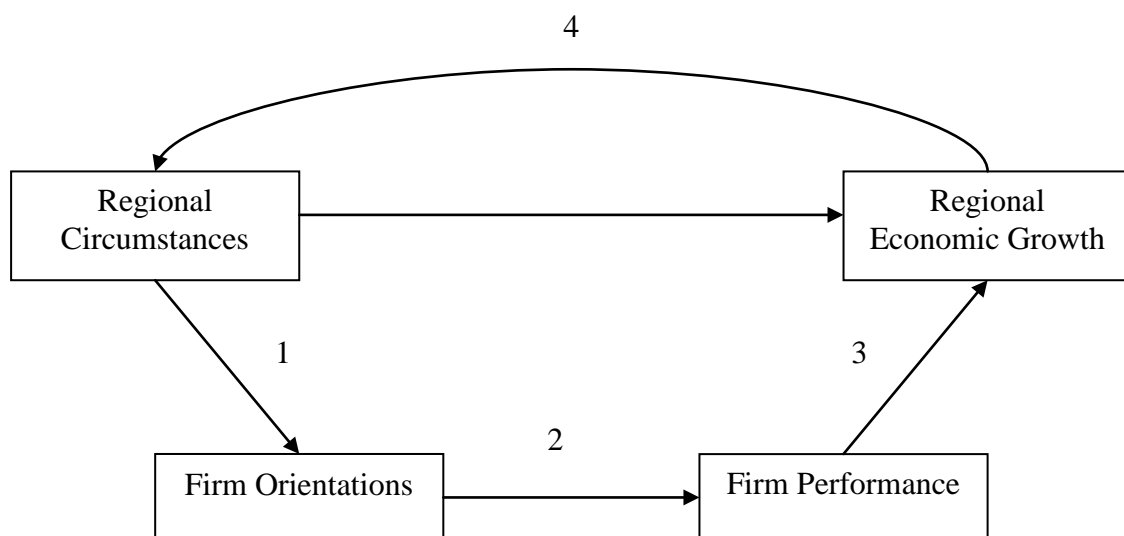 4
Regional
Circumstances
Regional
Economic Growth
1
3
2
Firm Orientations
Firm Performance